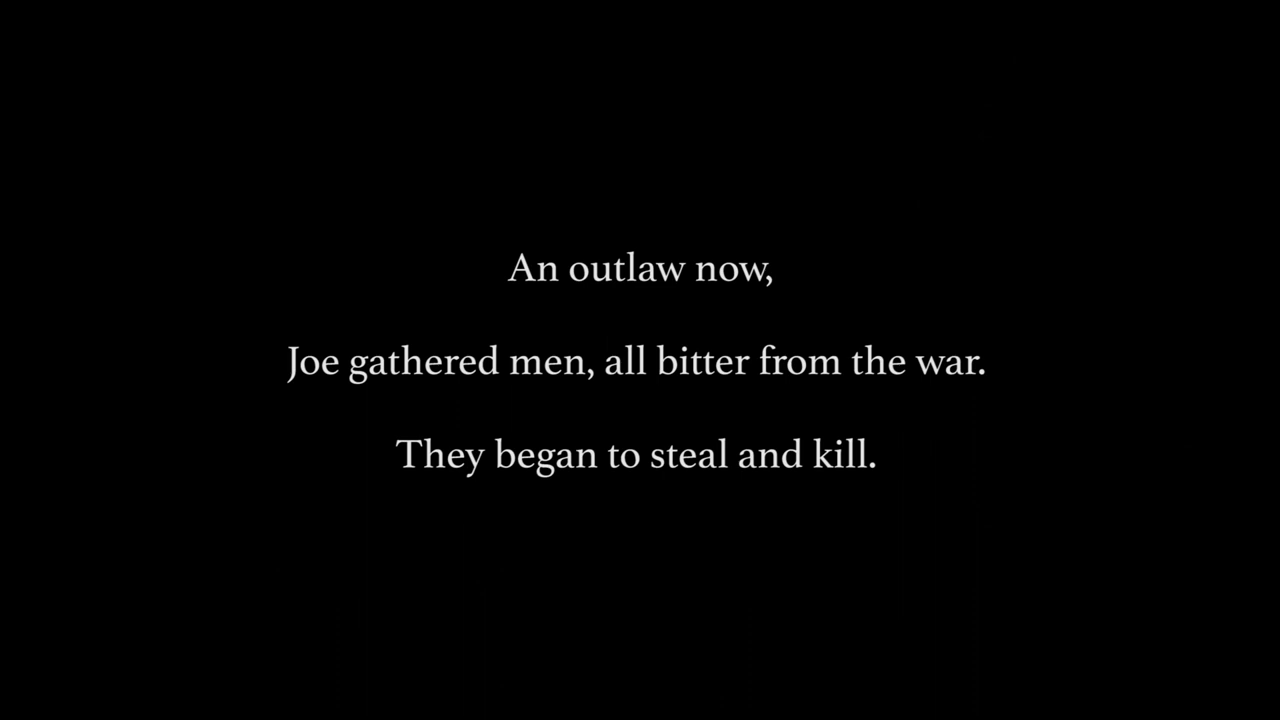 An outlaw now,
Joe gathered men, all bitter from the war.
They began to steal and kill.